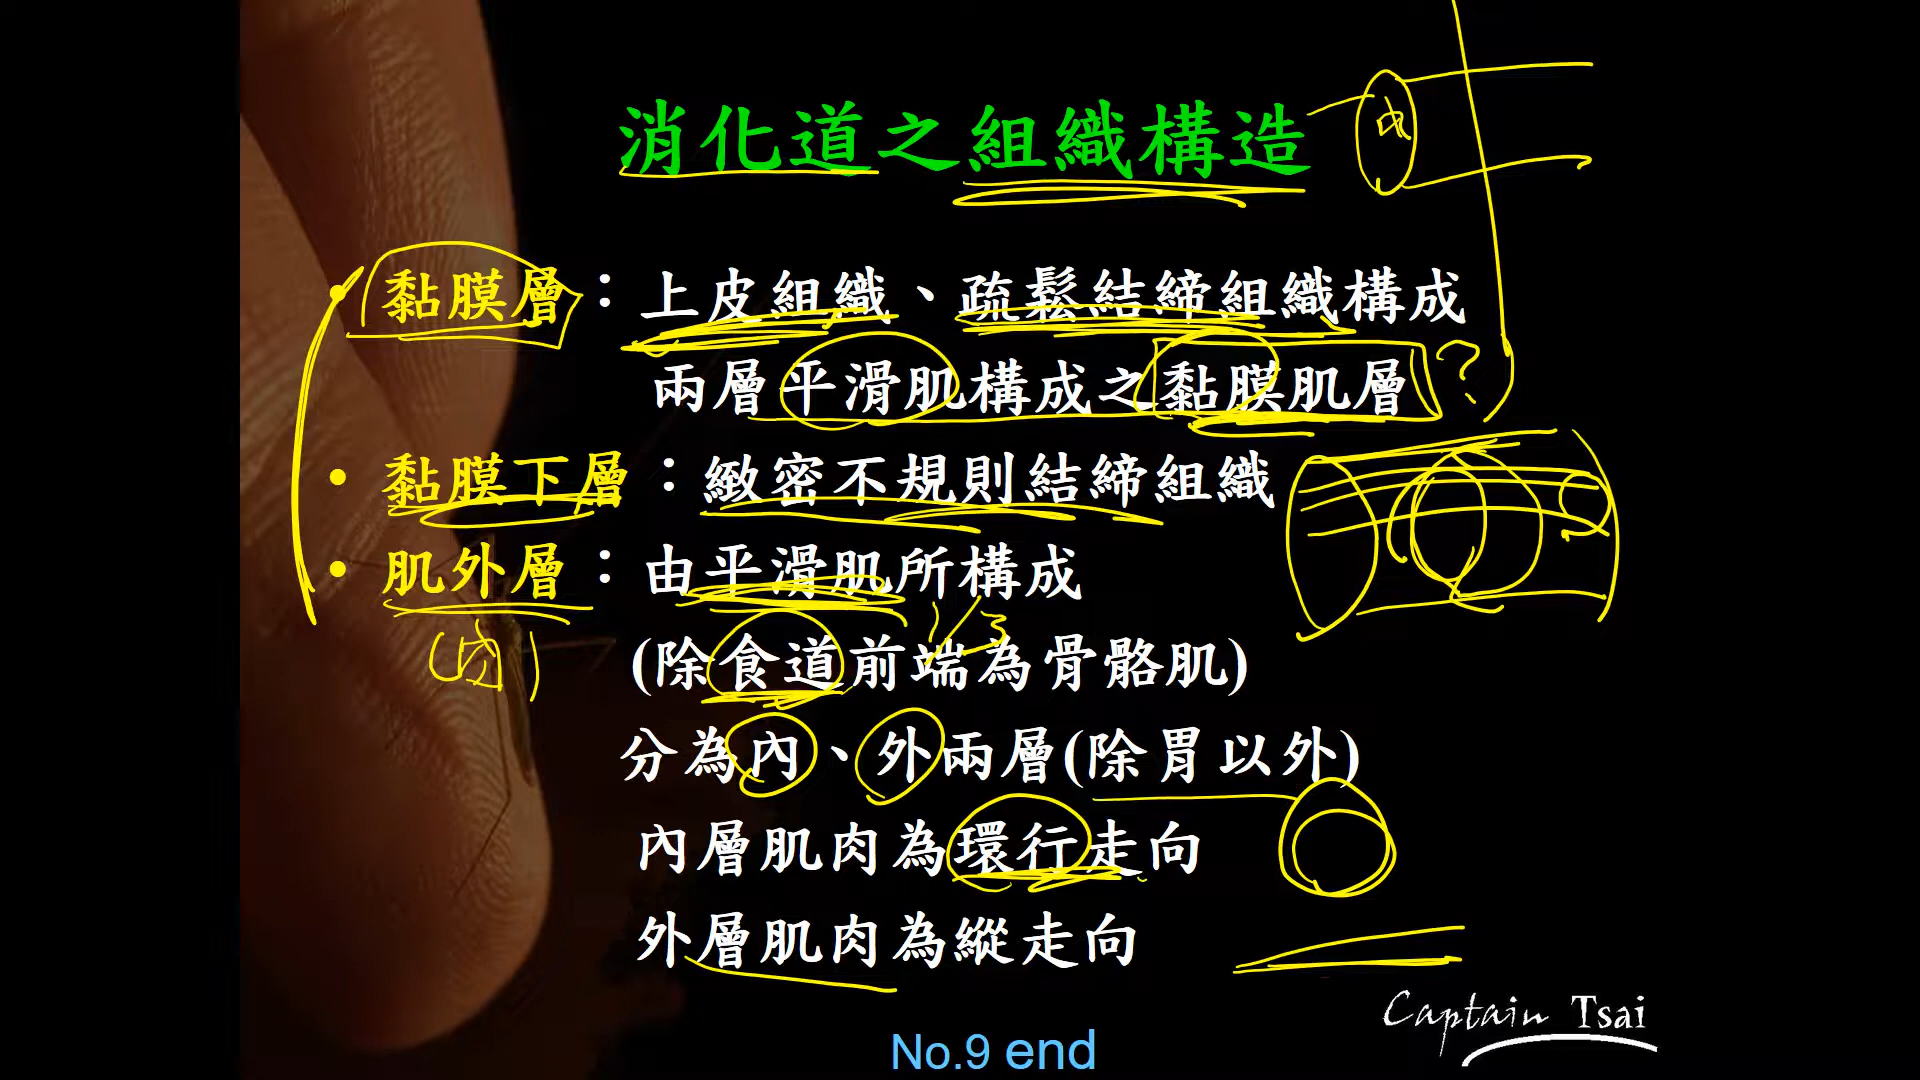 消化道之組織構造
內
• 黏膜層：上皮組織、疏鬆結締組織構成
兩層平滑肌構成之黏膜肌層
?
• 黏膜下層：緻密不規則結締組織
• 肌外層：由平滑肌所構成
1/3
(除食道前端為骨骼肌)
分為內、外兩層(除胃以外)
內層肌肉為環行走向
外層肌肉為縱走向
Captain Tsai
No.9 end